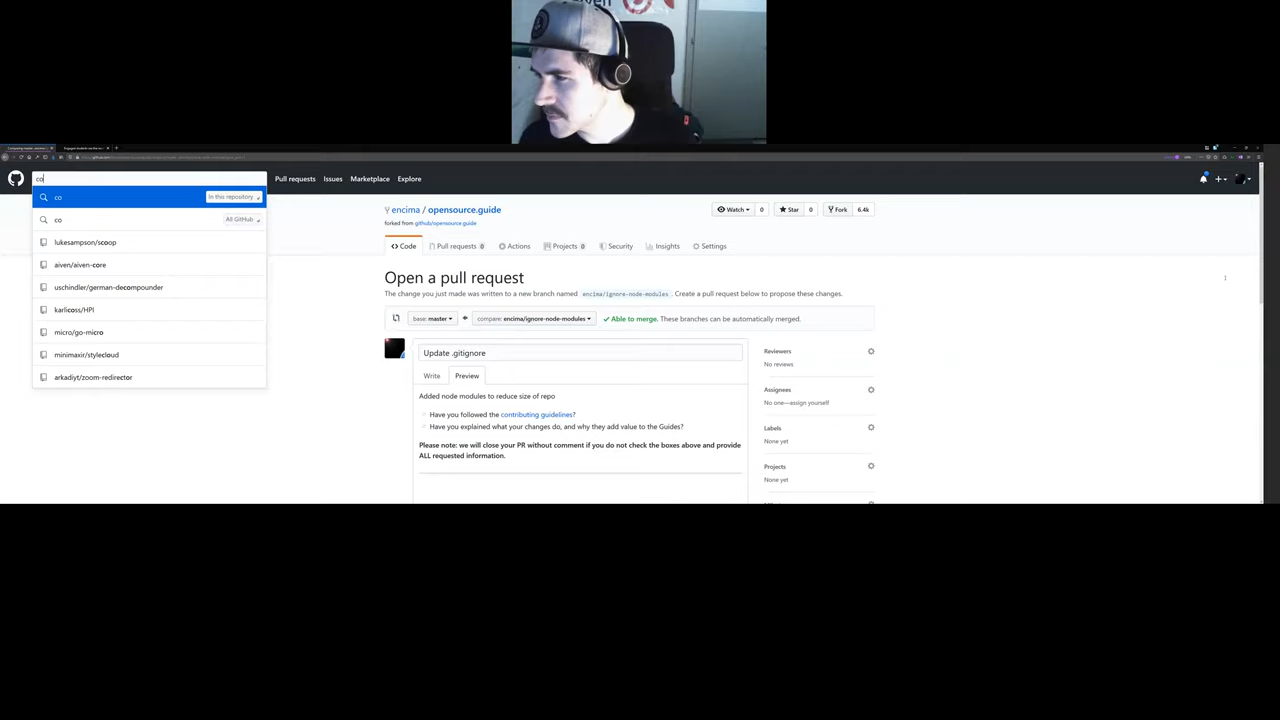 aiven
co
Pull requests Issues Marketplace Explore
co In this repository
co All GitHub
lukesampson/scoop
aiven/aiven-core
uschindler/german-decompounder
karlicoss/HPI
micro/go-micro
minimaxir/stylecloud
arkadiyt/zoom-redirector
encima / opensource.guide
forked from github/opensource.guide
Watch 0 Star 0 Fork 6.4k
Code Pull requests 0 Actions Projects 0 Security Insights Settings
Open a pull request
The change you just made was written to a new branch named encima/ignore-node-modules. Create a pull request below to propose these changes.
base: master compare: encima/ignore-node-modules Able to merge. These branches can be automatically merged.
Update .gitignore
Write Preview
Added node modules to reduce size of repo
Have you followed the contributing guidelines?
Have you explained what your changes do, and why they add value to the Guides?
Please note: we will close your PR without comment if you do not check the boxes above and provide
ALL requested information.
Reviewers
No reviews
Assignees
No one—assign yourself
Labels
None yet
Projects
None yet